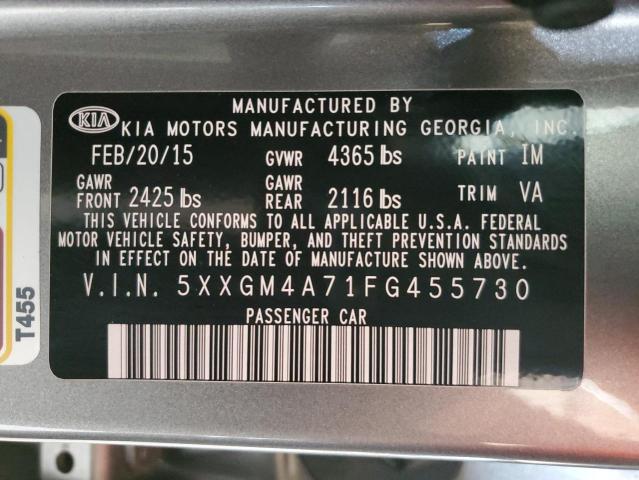 MANUFACTURED BY
KIA KIA MOTORS MANUFACTURING GEORGIA, INC.
FEB/20/15 GVWR 4365 lbs PAINT IM
GAWR FRONT 2425 lbs GAWR REAR 2116 lbs TRIM VA
THIS VEHICLE CONFORMS TO ALL APPLICABLE U.S.A. FEDERAL
MOTOR VEHICLE SAFETY, BUMPER, AND THEFT PREVENTION STANDARDS
IN EFFECT ON THE DATE OF MANUFACTURE SHOWN ABOVE.
V.I.N. 5XXGM4A71FG455730
PASSENGER CAR
T455